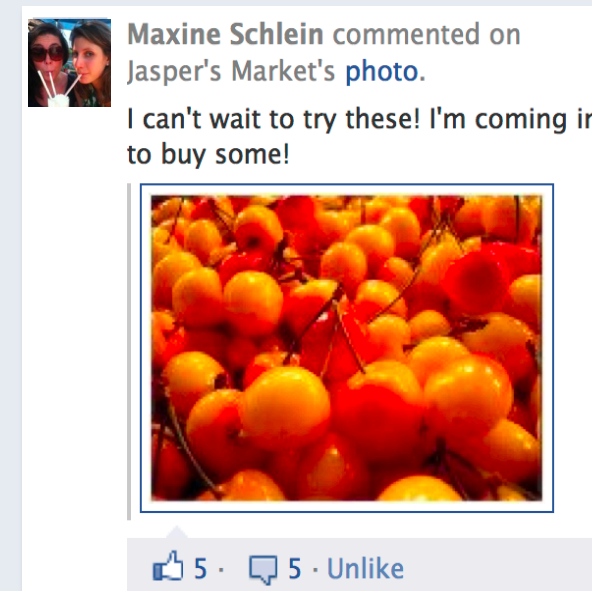 Maxine Schlein commented on
Jasper's Market's photo.
I can't wait to try these! I'm coming
to buy some!
5 · 5 · Unlike